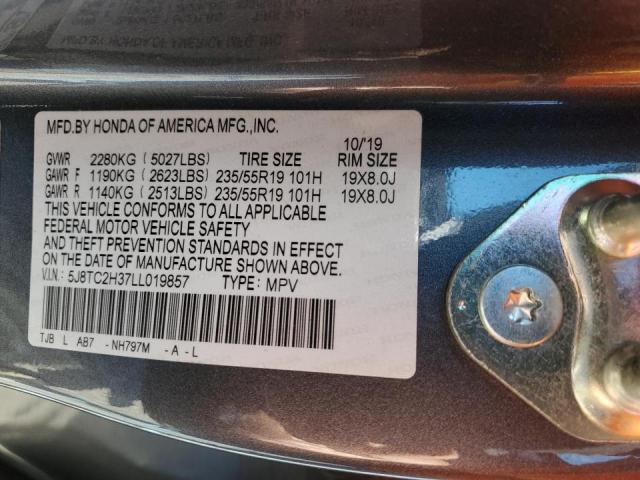 MFD.BY HONDA OF AMERICA MFG.,INC.
10/'19
GVWR 2280KG (5027LBS) TIRE SIZE RIM SIZE
GAWR F 1190KG (2623LBS) 235/55R19 101H 19X8.0J
GAWR R 1140KG (2513LBS) 235/55R19 101H 19X8.0J
THIS VEHICLE CONFORMS TO ALL APPLICABLE
FEDERAL MOTOR VEHICLE SAFETY
AND THEFT PREVENTION STANDARDS IN EFFECT
ON THE DATE OF MANUFACTURE SHOWN ABOVE.
V.I.N.: 5J8TC2H37LL019857 TYPE: MPV
TJB L AB7 -NH797M -A-L